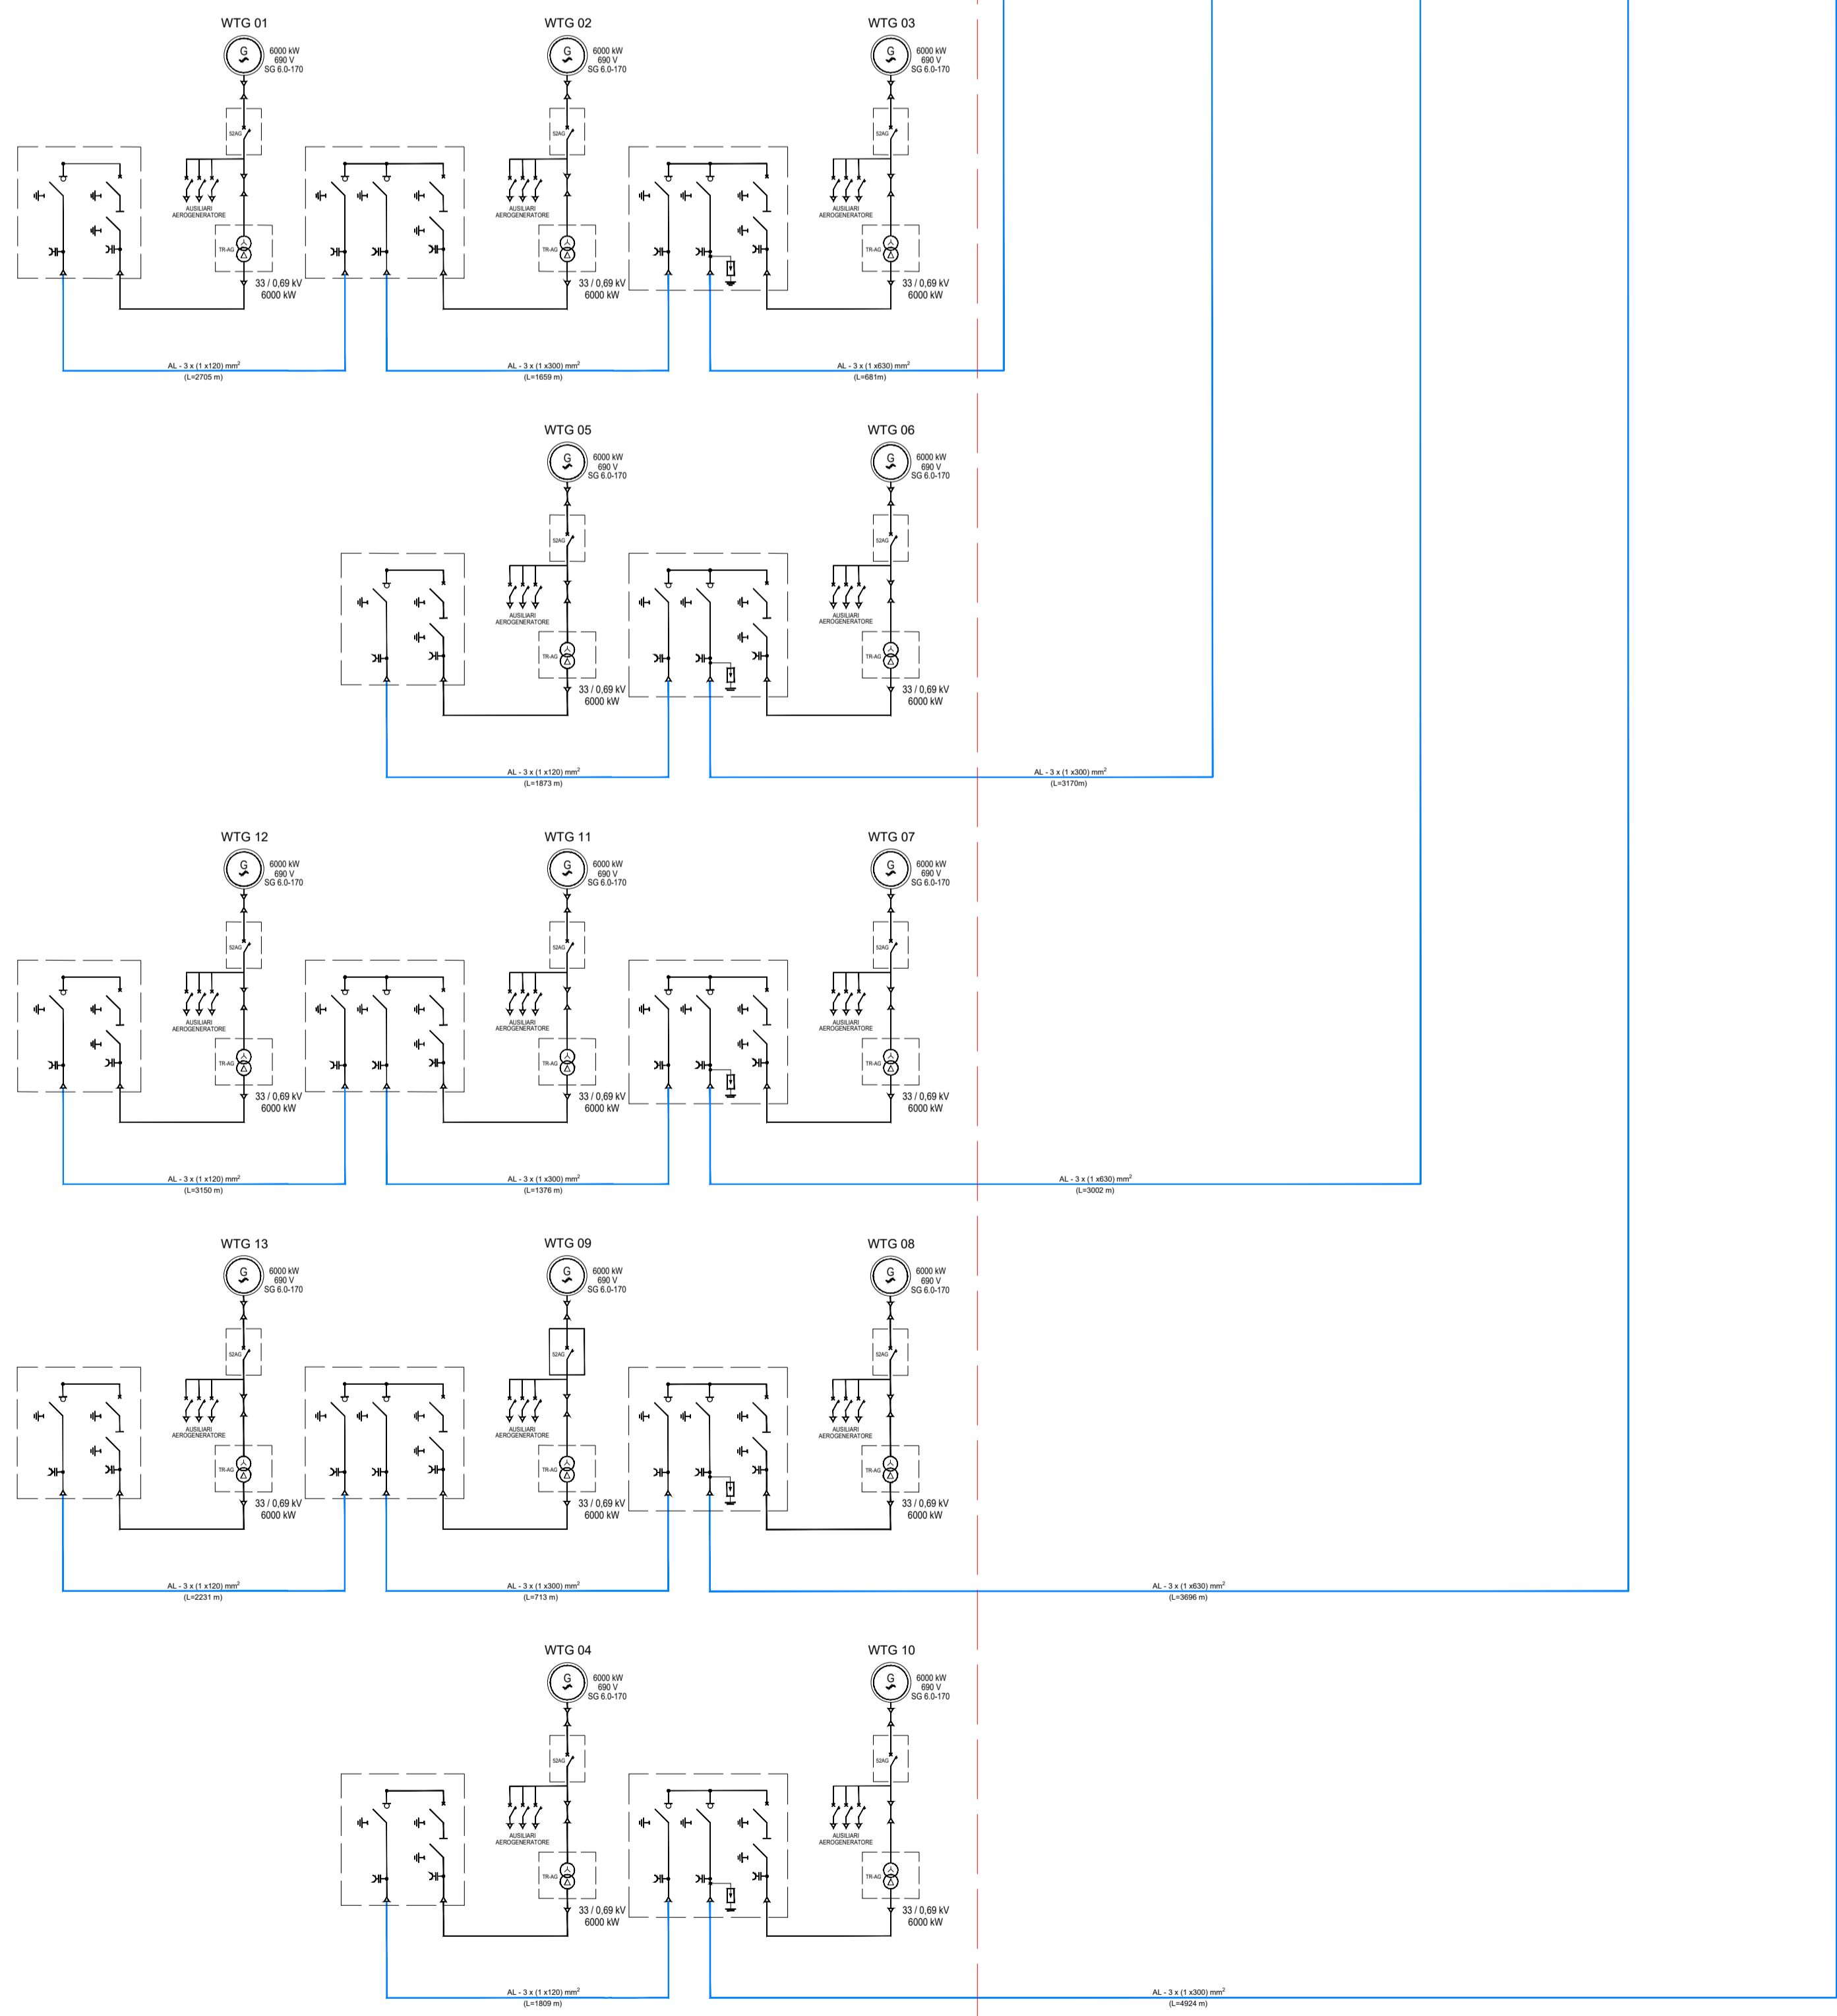 WTG 01
G
6000 kW
690 V
SG 6.0-170
52AG
AUSILIARI
AEROGENERATORE
TR-AG
33 / 0,69 kV
6000 kW
WTG 02
G
6000 kW
690 V
SG 6.0-170
52AG
AUSILIARI
AEROGENERATORE
TR-AG
33 / 0,69 kV
6000 kW
WTG 03
G
6000 kW
690 V
SG 6.0-170
52AG
AUSILIARI
AEROGENERATORE
TR-AG
33 / 0,69 kV
6000 kW
AL - 3 x (1 x120) mm²
(L=2705 m)
AL - 3 x (1 x300) mm²
(L=1659 m)
AL - 3 x (1 x630) mm²
(L=681m)
WTG 05
G
6000 kW
690 V
SG 6.0-170
52AG
AUSILIARI
AEROGENERATORE
TR-AG
33 / 0,69 kV
6000 kW
WTG 06
G
6000 kW
690 V
SG 6.0-170
52AG
AUSILIARI
AEROGENERATORE
TR-AG
33 / 0,69 kV
6000 kW
AL - 3 x (1 x120) mm²
(L=1873 m)
AL - 3 x (1 x300) mm²
(L=3170m)
WTG 12
G
6000 kW
690 V
SG 6.0-170
52AG
AUSILIARI
AEROGENERATORE
TR-AG
33 / 0,69 kV
6000 kW
WTG 11
G
6000 kW
690 V
SG 6.0-170
52AG
AUSILIARI
AEROGENERATORE
TR-AG
33 / 0,69 kV
6000 kW
WTG 07
G
6000 kW
690 V
SG 6.0-170
52AG
AUSILIARI
AEROGENERATORE
TR-AG
33 / 0,69 kV
6000 kW
AL - 3 x (1 x120) mm²
(L=3150 m)
AL - 3 x (1 x300) mm²
(L=1376 m)
AL - 3 x (1 x630) mm²
(L=3002 m)
WTG 13
G
6000 kW
690 V
SG 6.0-170
52AG
AUSILIARI
AEROGENERATORE
TR-AG
33 / 0,69 kV
6000 kW
WTG 09
G
6000 kW
690 V
SG 6.0-170
52AG
AUSILIARI
AEROGENERATORE
TR-AG
33 / 0,69 kV
6000 kW
WTG 08
G
6000 kW
690 V
SG 6.0-170
52AG
AUSILIARI
AEROGENERATORE
TR-AG
33 / 0,69 kV
6000 kW
AL - 3 x (1 x120) mm²
(L=2231 m)
AL - 3 x (1 x300) mm²
(L=713 m)
AL - 3 x (1 x630) mm²
(L=3696 m)
WTG 04
G
6000 kW
690 V
SG 6.0-170
52AG
AUSILIARI
AEROGENERATORE
TR-AG
33 / 0,69 kV
6000 kW
WTG 10
G
6000 kW
690 V
SG 6.0-170
52AG
AUSILIARI
AEROGENERATORE
TR-AG
33 / 0,69 kV
6000 kW
AL - 3 x (1 x120) mm²
(L=1809 m)
AL - 3 x (1 x300) mm²
(L=4924 m)